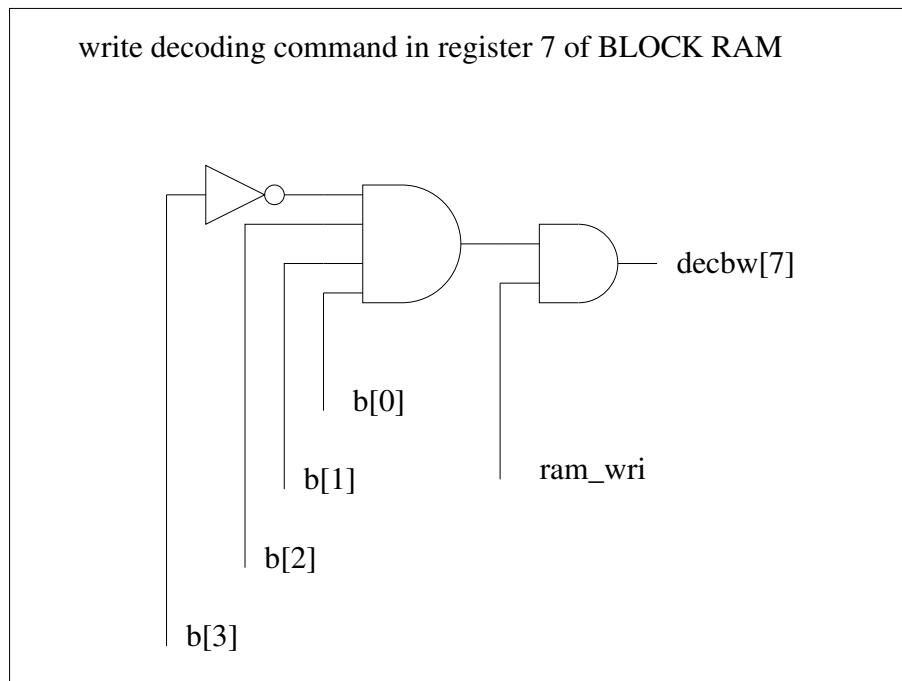 write decoding command in register 7 of BLOCK RAM
decbw[7]
b[0]
ram_wri
b[1]
b[2]
b[3]